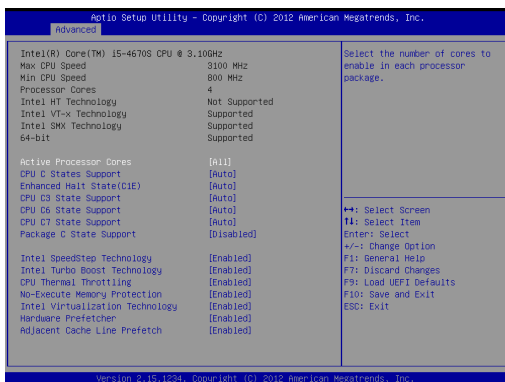 Aptio Setup Utility – Copyright (C) 2012 American Megatrends, Inc.
Advanced
Intel(R) Core(TM) i5-4670S CPU @ 3.10GHz
Max CPU Speed 3100 MHz
Min CPU Speed 800 MHz
Processor Cores 4
Intel HT Technology Not Supported
Intel VT-x Technology Supported
Intel SMX Technology Supported
64-bit Supported
Active Processor Cores [All]
CPU C States Support [Auto]
Enhanced Halt State(C1E) [Auto]
CPU C3 State Support [Auto]
CPU C6 State Support [Auto]
CPU C7 State Support [Auto]
Package C State Support [Disabled]
Intel SpeedStep Technology [Enabled]
Intel Turbo Boost Technology [Enabled]
CPU Thermal Throttling [Enabled]
No-Execute Memory Protection [Enabled]
Intel Virtualization Technology [Enabled]
Hardware Prefetcher [Enabled]
Adjacent Cache Line Prefetch [Enabled]
Select the number of cores to
enable in each processor
package.
↔: Select Screen
↑↓: Select Item
Enter: Select
+/-: Change Option
F1: General Help
F7: Discard Changes
F9: Load UEFI Defaults
F10: Save and Exit
ESC: Exit
Version 2.15.1234. Copyright (C) 2012 American Megatrends, Inc.